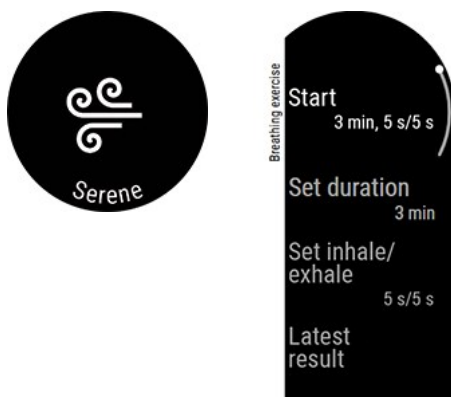 Serene
Breathing exercise
Start
3 min, 5 s/5 s
Set duration
3 min
Set inhale/
exhale
5 s/5 s
Latest
result